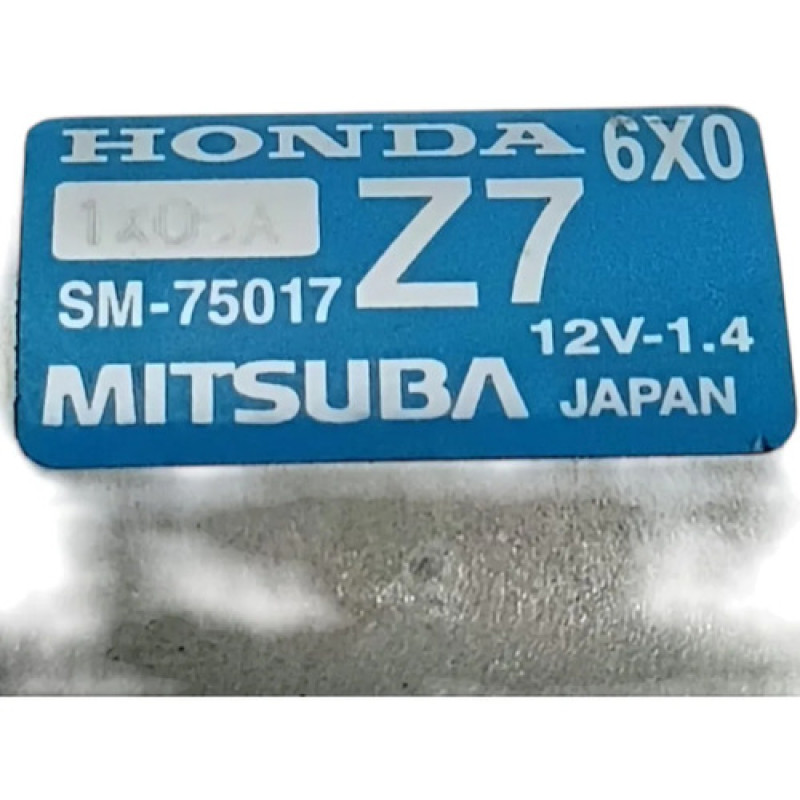 HONDA 6X0
Z7
SM-75017
12V-1.4
MITSUBA JAPAN